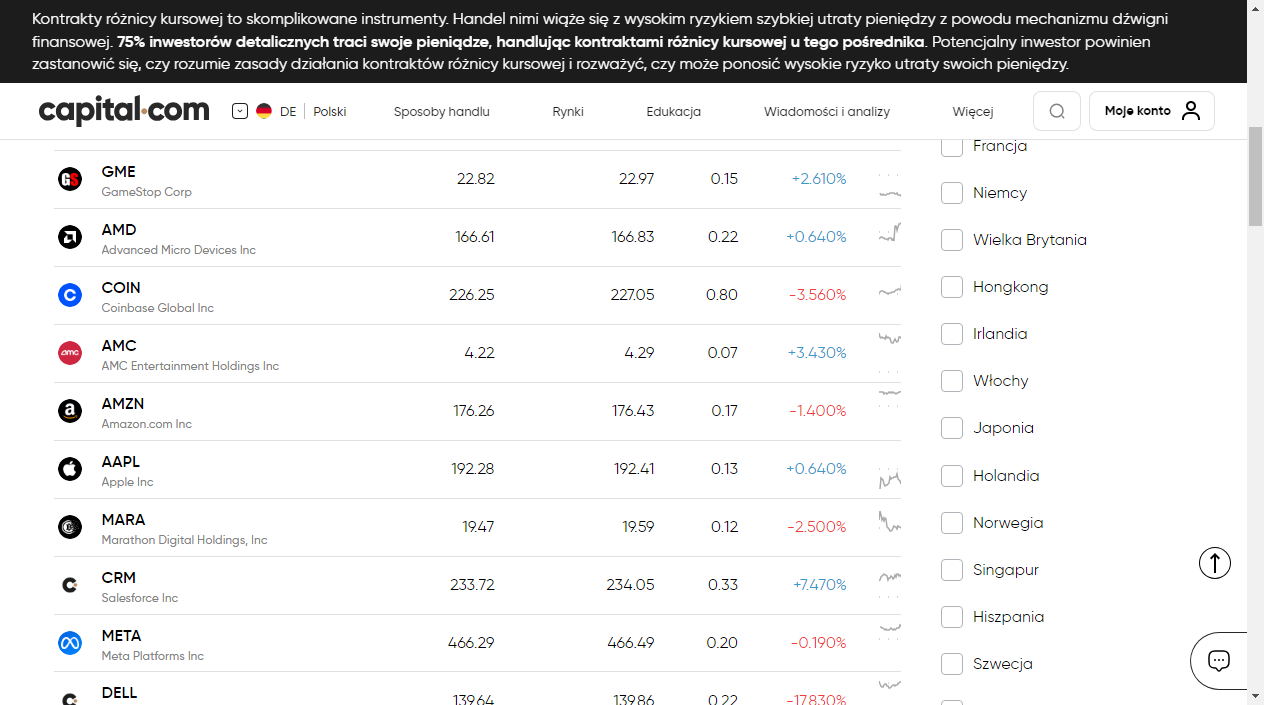 Kontrakty różnicy kursowej to skomplikowane instrumenty. Handel nimi wiąże się z wysokim ryzykiem szybkiej utraty pieniędzy z powodu mechanizmu dźwigni
finansowej. 75% inwestorów detalicznych traci swoje pieniądze, handlując kontraktami różnicy kursowej u tego pośrednika. Potencjalny inwestor powinien
zastanowić się, czy rozumie zasady działania kontraktów różnicy kursowej i rozważyć, czy może ponosić wysokie ryzyko utraty swoich pieniędzy.
capital.com DE Polski Sposoby handlu Rynki Edukacja Wiadomości i analizy Więcej Moje konto
GME 22.82 22.97 0.15 +2.610%
GameStop Corp
AMD 166.61 166.83 0.22 +0.640%
Advanced Micro Devices Inc
COIN 226.25 227.05 0.80 -3.560%
Coinbase Global Inc
AMC 4.22 4.29 0.07 +3.430%
AMC Entertainment Holdings Inc
AMZN 176.26 176.43 0.17 -1.400%
Amazon.com Inc
AAPL 192.28 192.41 0.13 +0.640%
Apple Inc
MARA 19.47 19.59 0.12 -2.500%
Marathon Digital Holdings, Inc
CRM 233.72 234.05 0.33 +7.470%
Salesforce Inc
META 466.29 466.49 0.20 -0.190%
Meta Platforms Inc
DELL 139.64 139.86 0.22 -17.830%
Francja
Niemcy
Wielka Brytania
Hongkong
Irlandia
Włochy
Japonia
Holandia
Norwegia
Singapur
Hiszpania
Szwecja